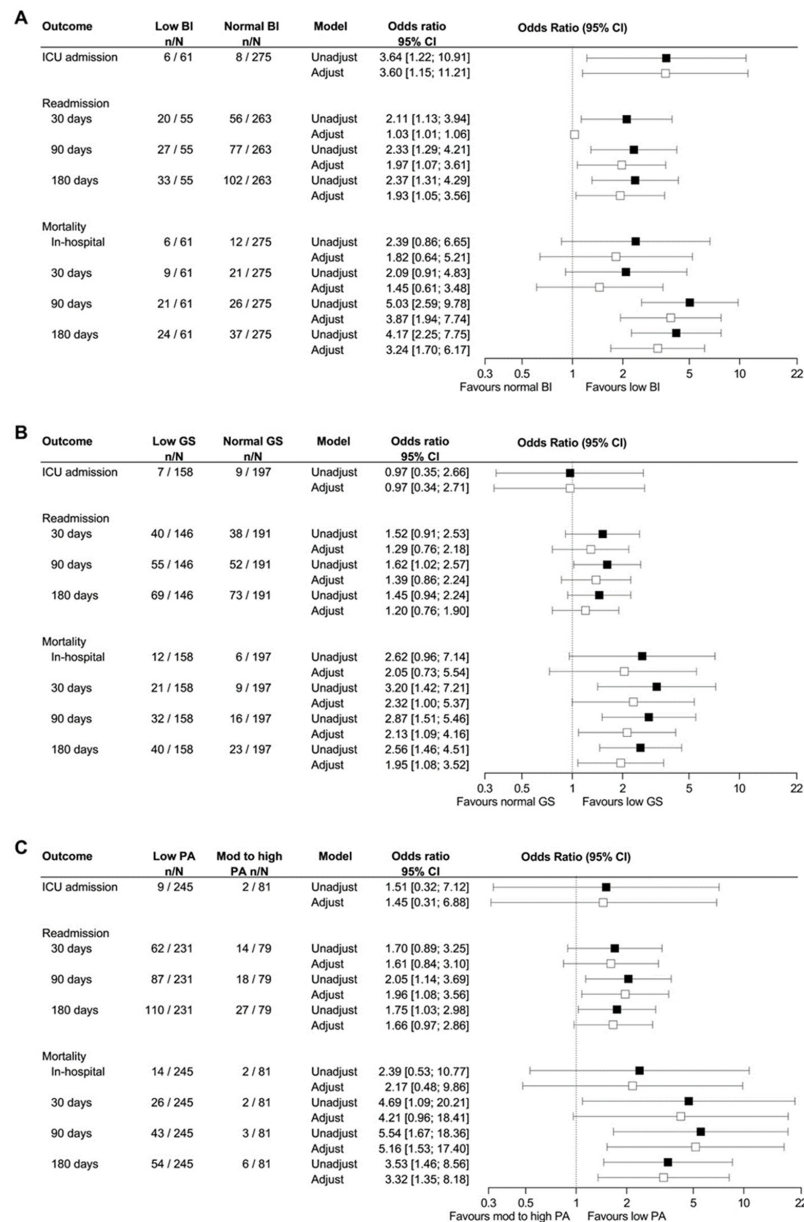 A
Outcome Low BI Normal BI Model Odds ratio Odds Ratio (95% CI)
n/N n/N 95% CI
ICU admission 6 / 61 8 / 275 Unadjust 3.64 [1.22; 10.91]
Adjust 3.60 [1.15; 11.21]
Readmission
30 days 20 / 55 56 / 263 Unadjust 2.11 [1.13; 3.94]
Adjust 1.03 [1.01; 1.06]
90 days 27 / 55 77 / 263 Unadjust 2.33 [1.29; 4.21]
Adjust 1.97 [1.07; 3.61]
180 days 33 / 55 102 / 263 Unadjust 2.37 [1.31; 4.29]
Adjust 1.93 [1.05; 3.56]
Mortality
In-hospital 6 / 61 12 / 275 Unadjust 2.39 [0.86; 6.65]
Adjust 1.82 [0.64; 5.21]
30 days 9 / 61 21 / 275 Unadjust 2.09 [0.91; 4.83]
Adjust 1.45 [0.61; 3.48]
90 days 21 / 61 26 / 275 Unadjust 5.03 [2.59; 9.78]
Adjust 3.87 [1.94; 7.74]
180 days 24 / 61 37 / 275 Unadjust 4.17 [2.25; 7.75]
Adjust 3.24 [1.70; 6.17]
0.3 0.5 1 2 5 10 22
Favours normal BI Favours low BI
B
Outcome Low GS Normal GS Model Odds ratio Odds Ratio (95% CI)
n/N n/N 95% CI
ICU admission 7 / 158 9 / 197 Unadjust 0.97 [0.35; 2.66]
Adjust 0.97 [0.34; 2.71]
Readmission
30 days 40 / 146 38 / 191 Unadjust 1.52 [0.91; 2.53]
Adjust 1.29 [0.76; 2.18]
90 days 55 / 146 52 / 191 Unadjust 1.62 [1.02; 2.57]
Adjust 1.39 [0.86; 2.24]
180 days 69 / 146 73 / 191 Unadjust 1.45 [0.94; 2.24]
Adjust 1.20 [0.76; 1.90]
Mortality
In-hospital 12 / 158 6 / 197 Unadjust 2.62 [0.96; 7.14]
Adjust 2.05 [0.73; 5.54]
30 days 21 / 158 9 / 197 Unadjust 3.20 [1.42; 7.21]
Adjust 2.32 [1.00; 5.37]
90 days 32 / 158 16 / 197 Unadjust 2.87 [1.51; 5.46]
Adjust 2.13 [1.09; 4.16]
180 days 40 / 158 23 / 197 Unadjust 2.56 [1.46; 4.51]
Adjust 1.95 [1.08; 3.52]
0.3 0.5 1 2 5 10 22
Favours normal GS Favours low GS
C
Outcome Low PA Mod to high Model Odds ratio Odds Ratio (95% CI)
n/N PA n/N 95% CI
ICU admission 9 / 245 2 / 81 Unadjust 1.51 [0.32; 7.12]
Adjust 1.45 [0.31; 6.88]
Readmission
30 days 62 / 231 14 / 79 Unadjust 1.70 [0.89; 3.25]
Adjust 1.61 [0.84; 3.10]
90 days 87 / 231 18 / 79 Unadjust 2.05 [1.14; 3.69]
Adjust 1.96 [1.08; 3.56]
180 days 110 / 231 27 / 79 Unadjust 1.75 [1.03; 2.98]
Adjust 1.66 [0.97; 2.86]
Mortality
In-hospital 14 / 245 2 / 81 Unadjust 2.39 [0.53; 10.77]
Adjust 2.17 [0.48; 9.86]
30 days 26 / 245 2 / 81 Unadjust 4.69 [1.09; 20.21]
Adjust 4.21 [0.96; 18.41]
90 days 43 / 245 3 / 81 Unadjust 5.54 [1.67; 18.36]
Adjust 5.16 [1.53; 17.40]
180 days 54 / 245 6 / 81 Unadjust 3.53 [1.46; 8.56]
Adjust 3.32 [1.35; 8.18]
0.3 0.5 1 2 5 10 22
Favours mod to high PA Favours low PA